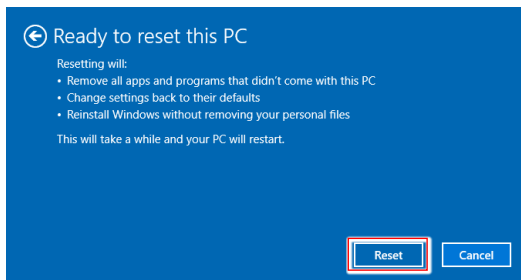 Ready to reset this PC
Resetting will:
• Remove all apps and programs that didn't come with this PC
• Change settings back to their defaults
• Reinstall Windows without removing your personal files
This will take a while and your PC will restart.
Reset Cancel